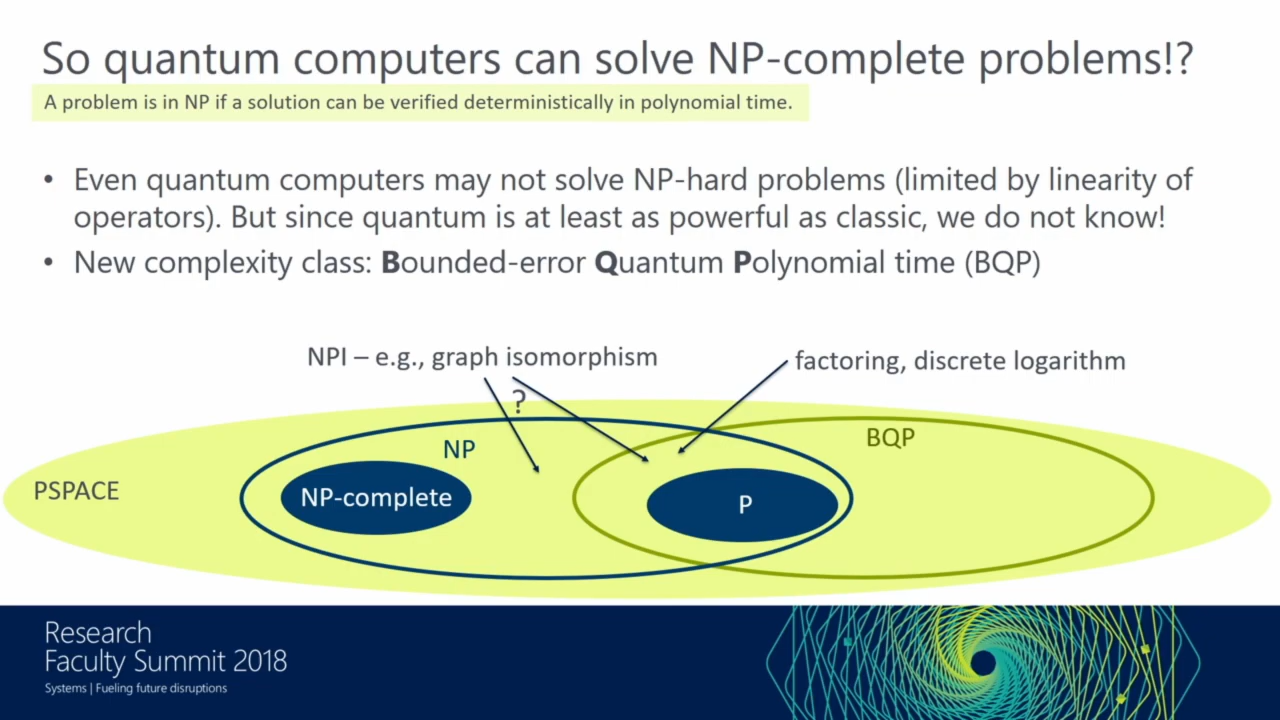 So quantum computers can solve NP-complete problems!?
A problem is in NP if a solution can be verified deterministically in polynomial time.
• Even quantum computers may not solve NP-hard problems (limited by linearity of
operators). But since quantum is at least as powerful as classic, we do not know!
• New complexity class: Bounded-error Quantum Polynomial time (BQP)
NPI – e.g., graph isomorphism
factoring, discrete logarithm
?
NP
BQP
PSPACE
NP-complete
P
Research
Faculty Summit 2018
Systems | Fueling future disruptions